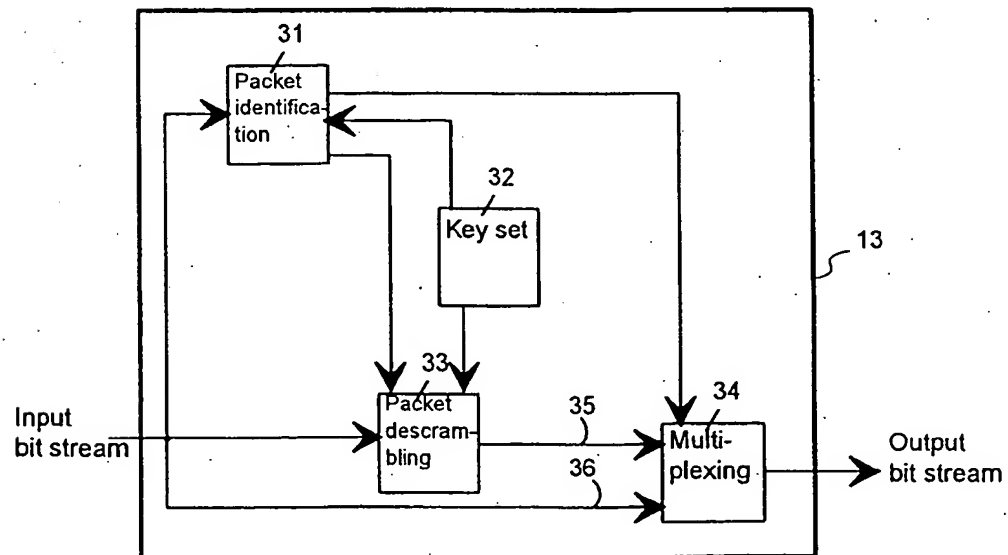 31
Packet
identifica-
tion
32
Key set
13
33
Packet
descram-
bling
35
34
Multi-
plexing
36
Input
bit stream
Output
bit stream